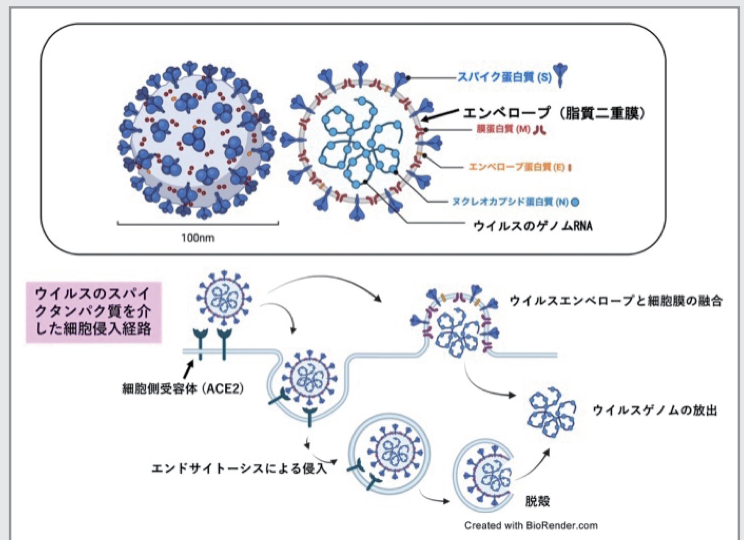 スパイク蛋白質 (S)
エンベロープ（脂質二重膜）
膜蛋白質 (M)
エンベロープ蛋白質(E)
ヌクレオカプシド蛋白質 (N)
ウイルスのゲノムRNA
100nm
ウイルスのスパイ
クタンパク質を介
した細胞侵入経路
ウイルスエンベロープと細胞膜の融合
細胞側受容体 (ACE2)
ウイルスゲノムの放出
エンドサイトーシスによる侵入
脱殻
Created with BioRender.com